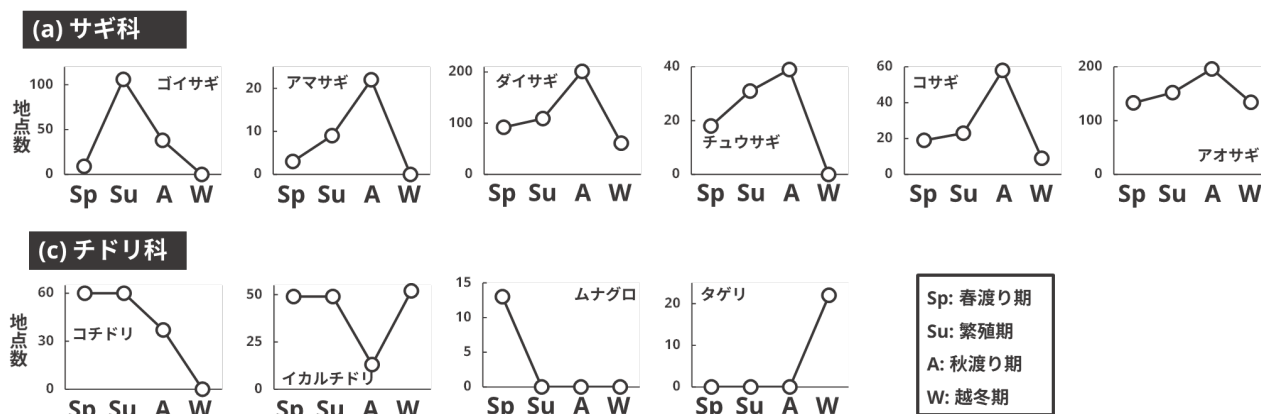 (a) サギ科
地点数
100
50
0
ゴイサギ
Sp Su A W
20
10
0
アマサギ
Sp Su A W
200
100
0
ダイサギ
Sp Su A W
40
20
0
チュウサギ
Sp Su A W
60
40
20
0
コサギ
Sp Su A W
200
100
0
アオサギ
Sp Su A W
(c) チドリ科
地点数
60
30
0
コチドリ
Sp Su A W
50
25
0
イカルチドリ
Sp Su A W
15
10
5
0
ムナグロ
Sp Su A W
20
10
0
タゲリ
Sp Su A W
Sp: 春渡り期
Su: 繁殖期
A: 秋渡り期
W: 越冬期